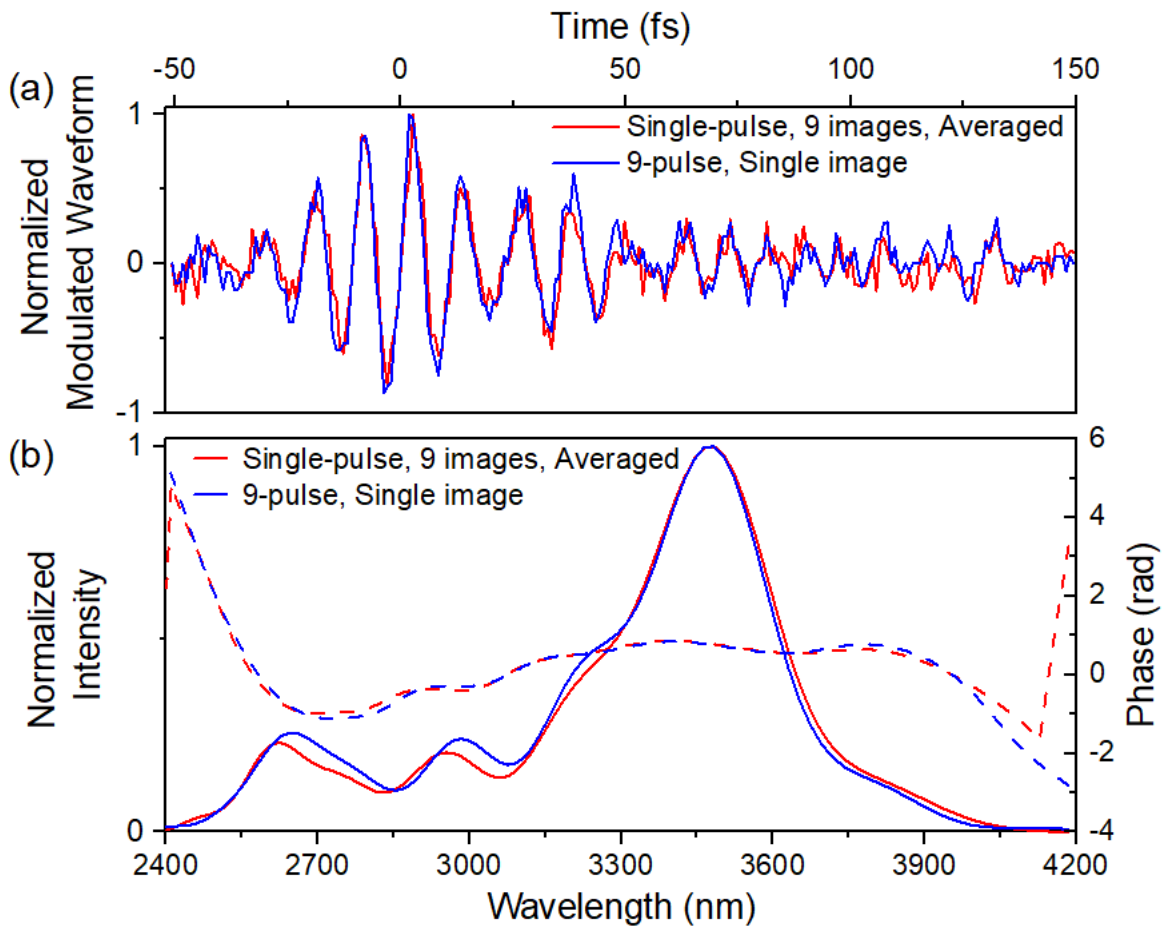 Time (fs)
-50 0 50 100 150
(a)
Normalized
Modulated Waveform
1
0
-1
Single-pulse, 9 images, Averaged
9-pulse, Single image
(b)
Normalized
Intensity
1
0
Single-pulse, 9 images, Averaged
9-pulse, Single image
6
4
2
0
-2
-4
Phase (rad)
2400 2700 3000 3300 3600 3900 4200
Wavelength (nm)